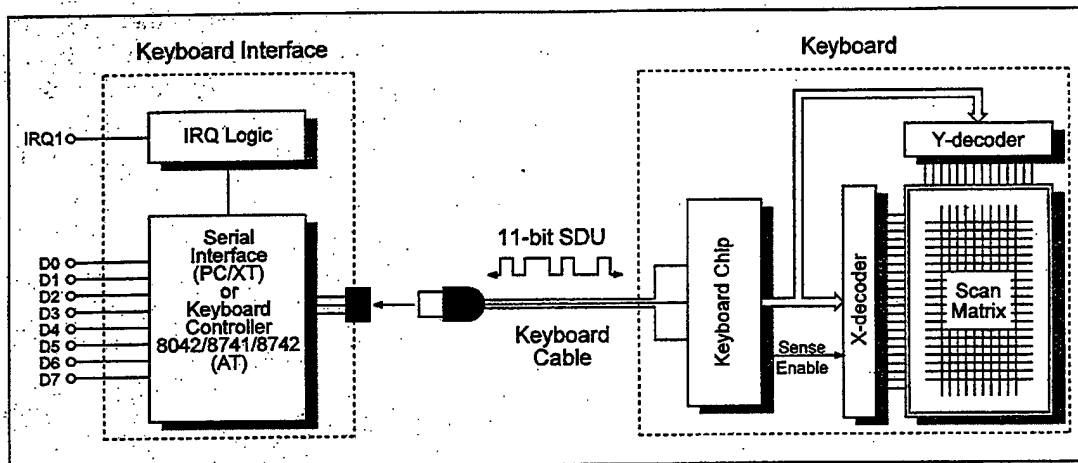 Keyboard Interface
Keyboard
IRQ1
IRQ Logic
Y-decoder
Serial
Interface
(PC/XT)
or
Keyboard
Controller
8042/8741/8742
(AT)
D0
D1
D2
D3
D4
D5
D6
D7
11-bit SDU
Keyboard
Cable
Keyboard Chip
Sense
Enable
X-decoder
Scan
Matrix